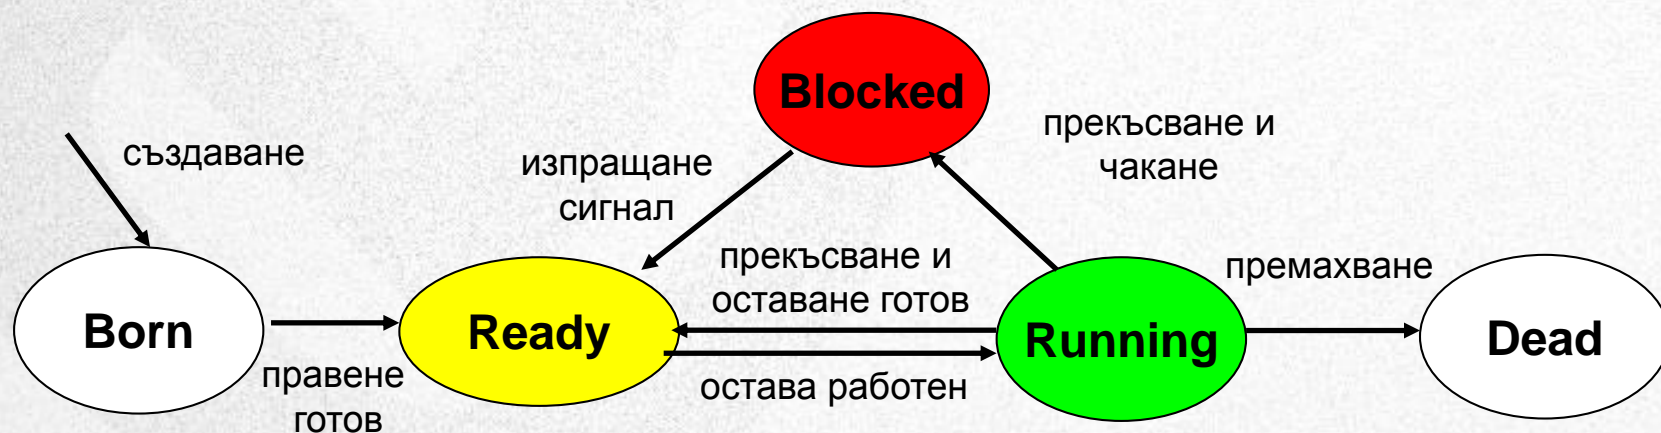 Blocked
създаване
прекъсване и
чакане
изпращане
сигнал
прекъсване и
оставане готов
премахване
Born
Ready
Running
Dead
правене
готов
остава работен